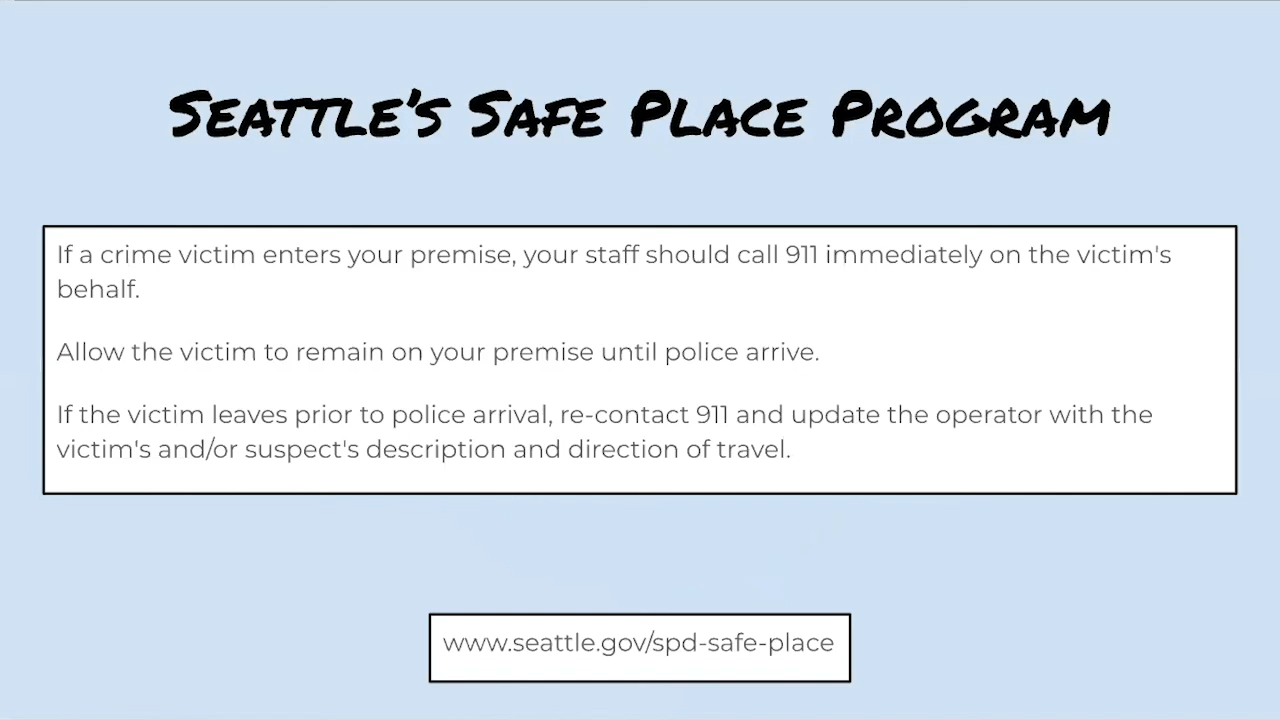 Seattle's Safe Place Program
If a crime victim enters your premise, your staff should call 911 immediately on the victim's
behalf.
Allow the victim to remain on your premise until police arrive.
If the victim leaves prior to police arrival, re-contact 911 and update the operator with the
victim's and/or suspect's description and direction of travel.
www.seattle.gov/spd-safe-place